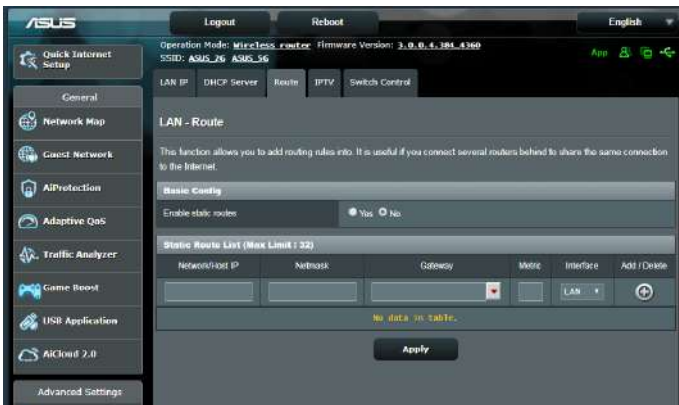 ASUS
Logout
Reboot
English
Quick Internet Setup
Operation Mode: Wireless router Firmware Version: 3.0.0.4.384_4360
SSID: ASUS_2G ASUS_5G
App
LAN IP
DHCP Server
Route
IPTV
Switch Control
General
Network Map
Guest Network
AiProtection
Adaptive QoS
Traffic Analyzer
Game Boost
USB Application
AiCloud 2.0
Advanced Settings
LAN - Route
This function allows you to add routing rules into. It is useful if you connect several routers behind to share the same connection
to the Internet.
Basic Config
Enable static routes
Yes No
Static Route List (Max Limit : 32)
Network/Host IP
Netmask
Gateway
Metric
Interface
Add / Delete
LAN
No data in table.
Apply